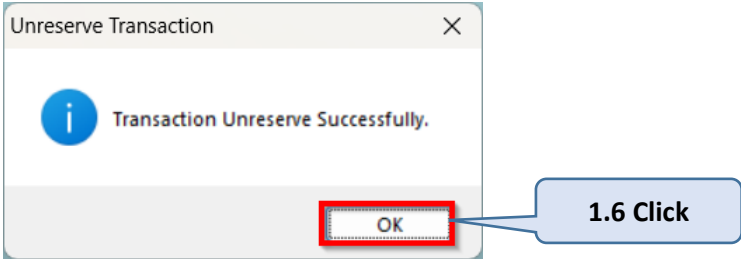 Unreserve Transaction
Transaction Unreserve Successfully.
OK
1.6 Click